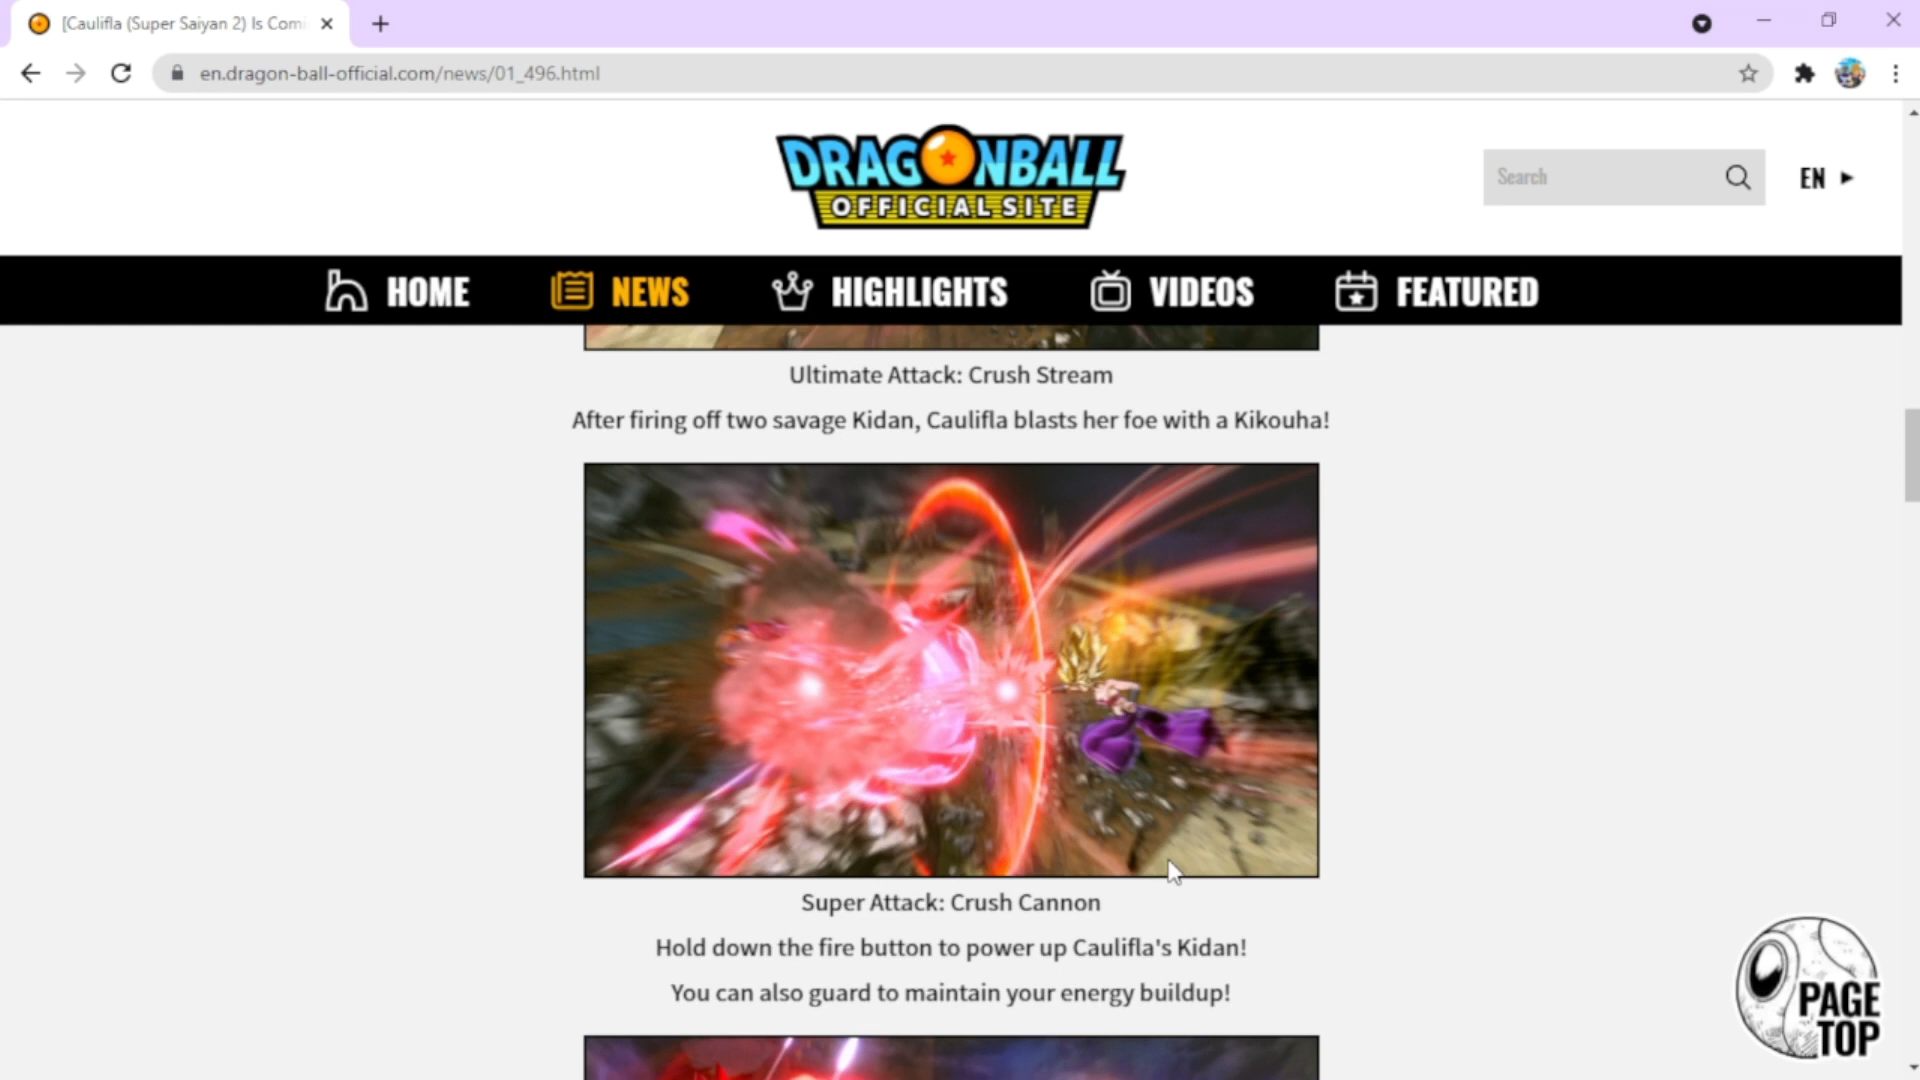 [Caulifla (Super Saiyan 2) Is Comi
en.dragon-ball-official.com/news/01_496.html
DRAGONBALL
OFFICIAL SITE
Search
EN
HOME
NEWS
HIGHLIGHTS
VIDEOS
FEATURED
Ultimate Attack: Crush Stream
After firing off two savage Kidan, Caulifla blasts her foe with a Kikouha!
Super Attack: Crush Cannon
Hold down the fire button to power up Caulifla's Kidan!
You can also guard to maintain your energy buildup!
PAGE
TOP